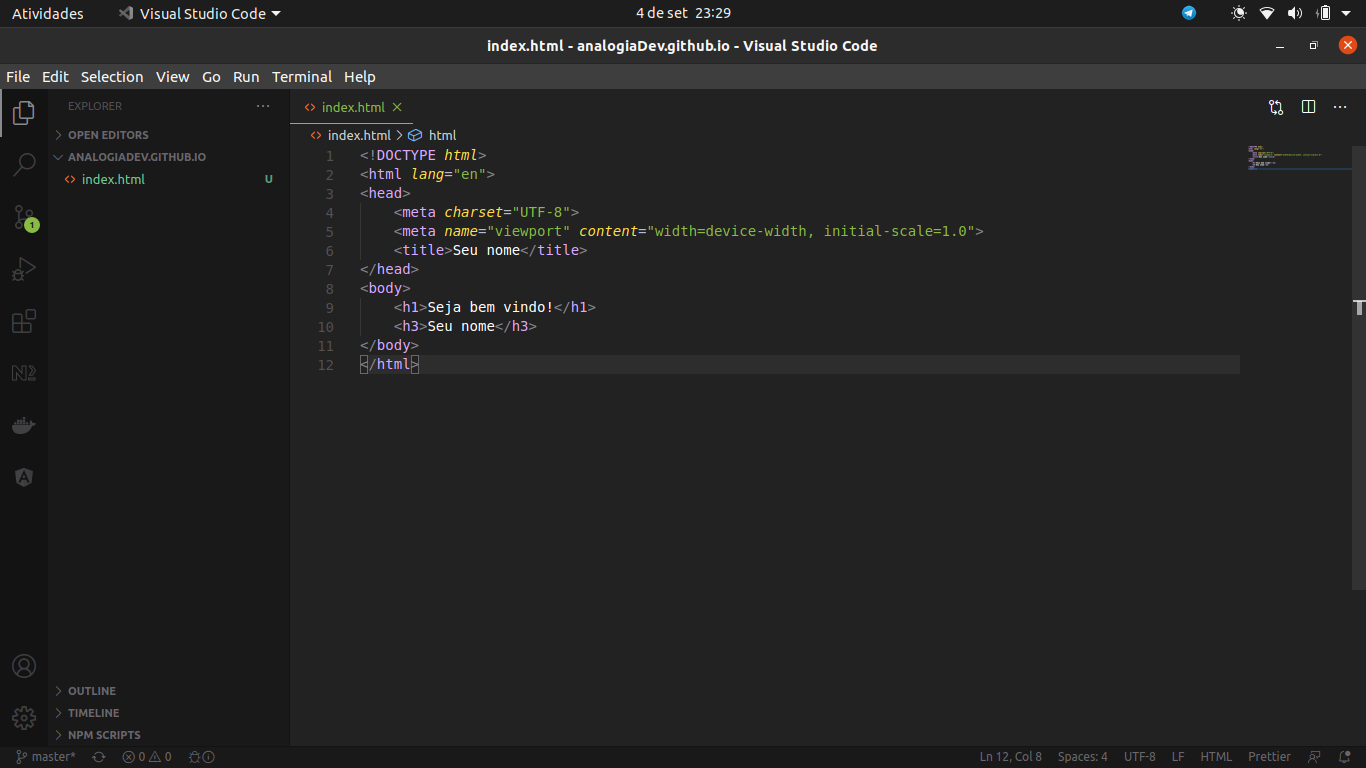 Atividades Visual Studio Code 4 de set 23:29
index.html - analogiaDev.github.io - Visual Studio Code
File Edit Selection View Go Run Terminal Help
EXPLORER
OPEN EDITORS
ANALOGIADEV.GITHUB.IO
index.html U
1
OUTLINE
TIMELINE
NPM SCRIPTS
index.html
index.html > html
1 <!DOCTYPE html>
2 <html lang="en">
3 <head>
4 <meta charset="UTF-8">
5 <meta name="viewport" content="width=device-width, initial-scale=1.0">
6 <title>Seu nome</title>
7 </head>
8 <body>
9 <h1>Seja bem vindo!</h1>
10 <h3>Seu nome</h3>
11 </body>
12 </html>
master* 0 0 Ln 12, Col 8 Spaces: 4 UTF-8 LF HTML Prettier